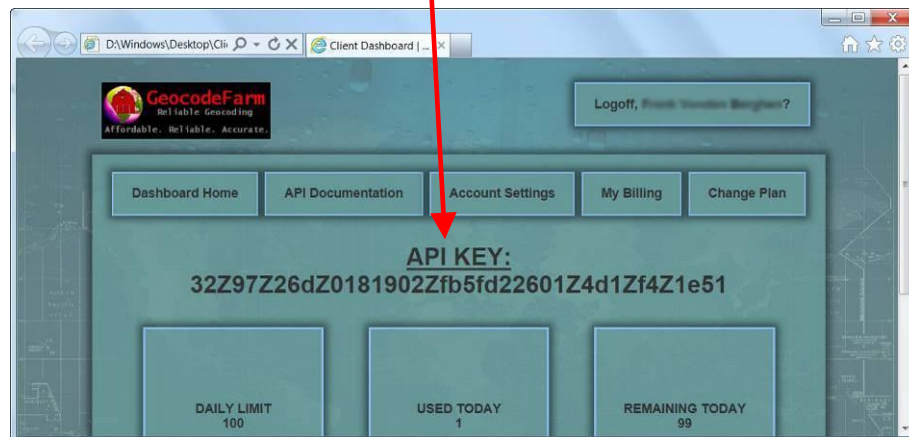 D:\Windows\Desktop\Cli
Client Dashboard | ...
GeocodeFarm
Reliable Geocoding
Affordable. Reliable. Accurate.
Logoff, ?
Dashboard Home
API Documentation
Account Settings
My Billing
Change Plan
API KEY:
32Z97Z26dZ0181902Zfb5fd22601Z4d1Zf4Z1e51
DAILY LIMIT
100
USED TODAY
1
REMAINING TODAY
99